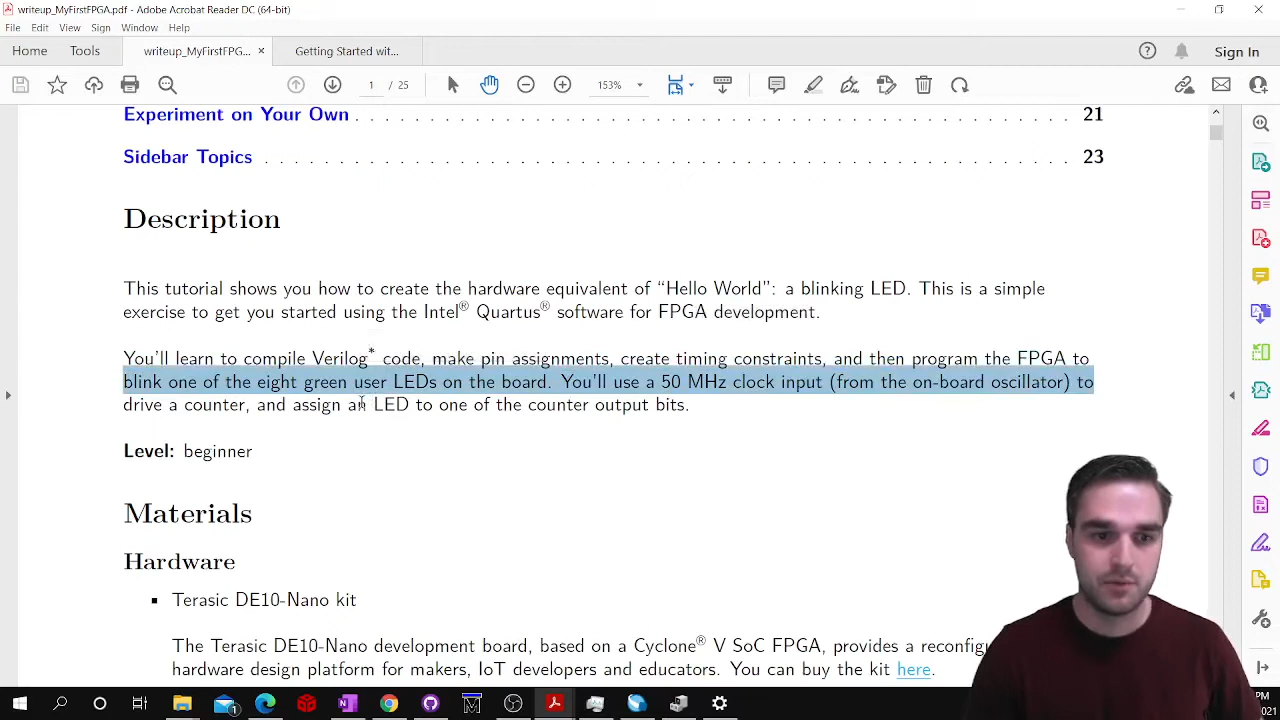 writeup_MyFirstFPGA.pdf - Adobe Acrobat Reader DC (64-bit)
File Edit View Sign Window Help
Home Tools writeup_MyFirstFPG... × Getting Started wit... Sign In
1 / 25 153%
Experiment on Your Own . . . . . . . . . . . . . . . . . . . . . . . . . . . . . . . . . . . . . . . . 21
Sidebar Topics . . . . . . . . . . . . . . . . . . . . . . . . . . . . . . . . . . . . . . . . . . . . . 23
Description
This tutorial shows you how to create the hardware equivalent of “Hello World”: a blinking LED. This is a simple
exercise to get you started using the Intel® Quartus® software for FPGA development.
You'll learn to compile Verilog* code, make pin assignments, create timing constraints, and then program the FPGA to
blink one of the eight green user LEDs on the board. You'll use a 50 MHz clock input (from the on-board oscillator) to
drive a counter, and assign an LED to one of the counter output bits.
Level: beginner
Materials
Hardware
▪ Terasic DE10-Nano kit
The Terasic DE10-Nano development board, based on a Cyclone® V SoC FPGA, provides a
hardware design platform for makers, IoT developers and educators. You can buy the kit here.